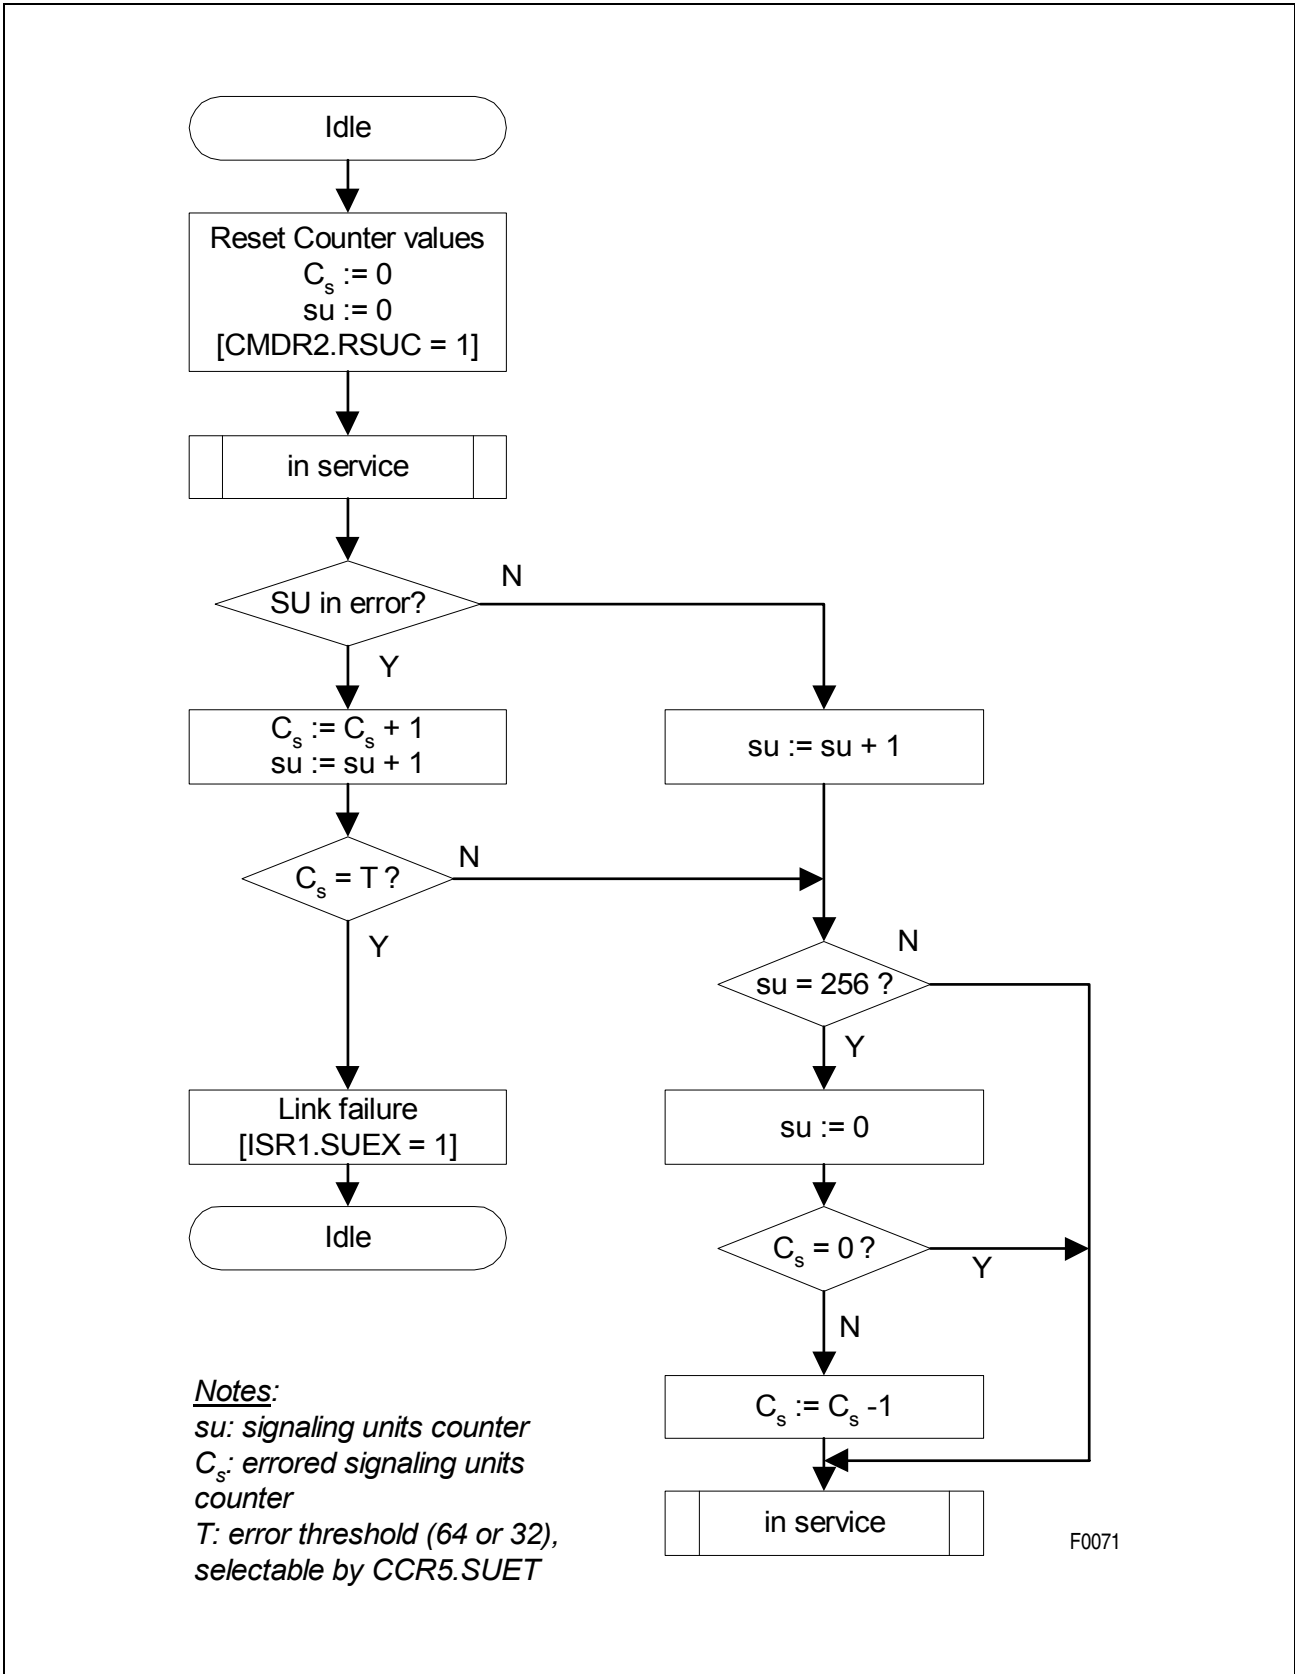 Idle
Reset Counter values
Cs := 0
su := 0
[CMDR2.RSUC = 1]
in service
SU in error?
N
Y
Cs := Cs + 1
su := su + 1
su := su + 1
Cs = T ?
N
Y
su = 256 ?
N
Y
Link failure
[ISR1.SUEX = 1]
su := 0
Idle
Cs = 0 ?
Y
N
Cs := Cs -1
in service
Notes:
su: signaling units counter
Cs: errored signaling units
counter
T: error threshold (64 or 32),
selectable by CCR5.SUET
F0071